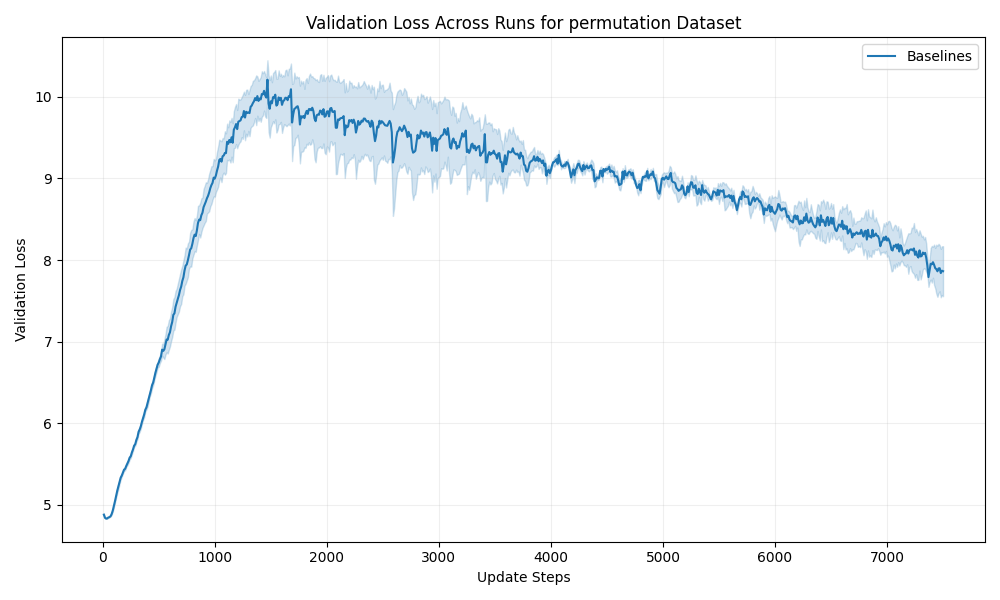 Validation Loss Across Runs for permutation Dataset
Baselines
Validation Loss
10
9
8
7
6
5
0 1000 2000 3000 4000 5000 6000 7000
Update Steps